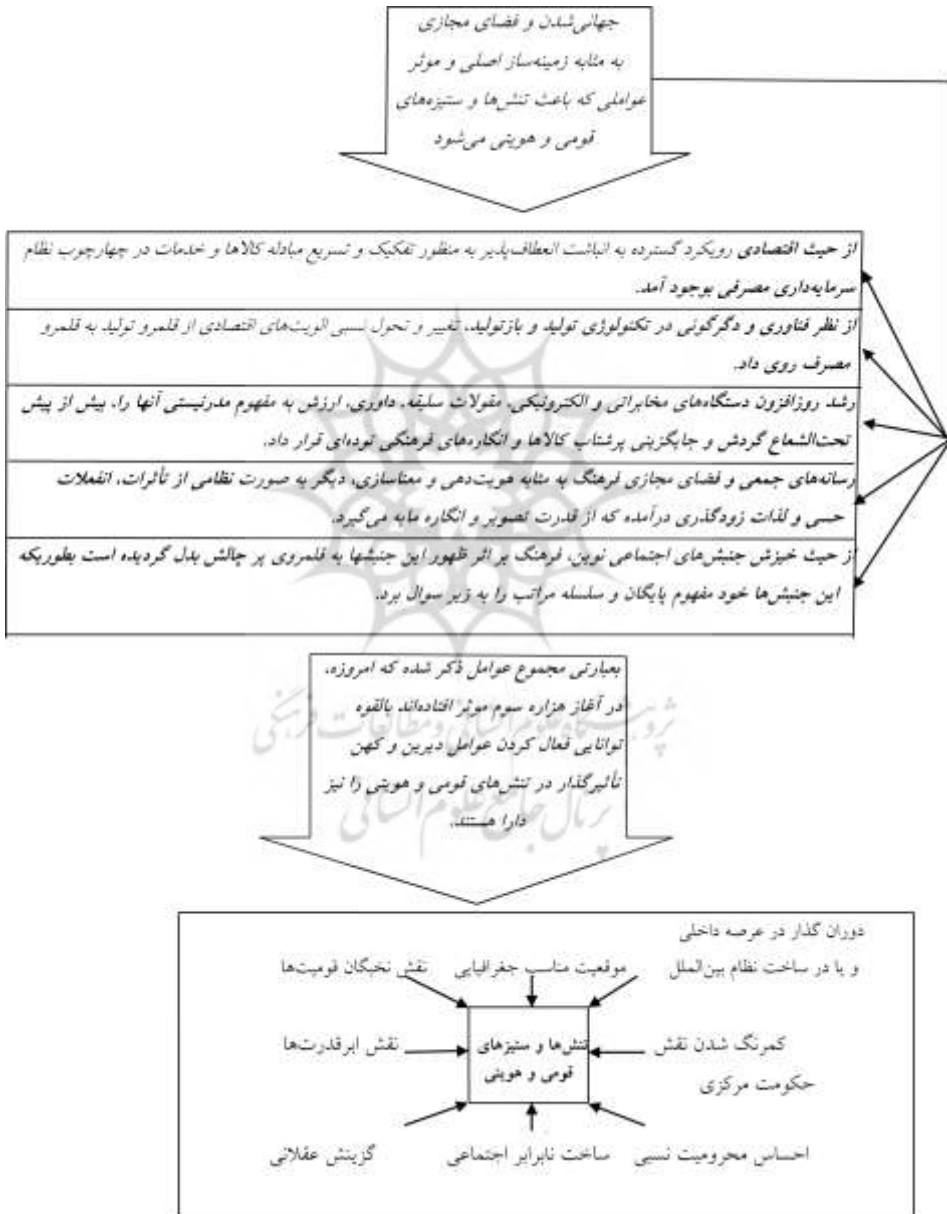 جهانی‌شدن و فضای مجازی
به مثابه زمینه‌ساز اصلی و موثر
عواملی که باعث تنش‌ها و ستیزه‌های
قومی و هویتی می‌شود
از حیث اقتصادی رویکرد گسترده به انباشت انعطاف‌پذیر به منظور تفکیک و تسریع مبادله کالاها و خدمات در چهارچوب نظام
سرمایه‌داری مصرفی بوجود آمد.
از نظر فناوری و دگرگونی در تکنولوژی تولید و بازتولید، تغییر و تحول نسبی الویت‌های اقتصادی از قلمرو تولید به قلمرو
مصرف روی داد.
رشد روزافزون دستگاه‌های مخابراتی و الکترونیکی، مقولات سلیقه، داوری، ارزش به مفهوم مدرنیستی آنها را، بیش از پیش
تحت‌الشعاع گردش و جایگزینی پرشتاب کالاها و انگاره‌های فرهنگی توده‌ای قرار داد.
رسانه‌های جمعی و فضای مجازی فرهنگ به مثابه هویت‌دهی و معناسازی، دیگر به صورت نظامی از تأثرات، انفعلات
حسی و لذات زودگذری درآمده که از قدرت تصویر و انگاره مایه می‌گیرد.
از حیث خیزش جنبش‌های اجتماعی نوین، فرهنگ بر اثر ظهور این جنبشها به قلمروی پر چالش بدل گردیده است بطوریکه
این جنبش‌ها خود مفهوم پایگان و سلسله مراتب را به زیر سوال برد.
بعبارتی مجموع عوامل ذکر شده که امروزه،
در آغاز هزاره سوم موثر افتاده‌اند بالقوه
توانایی فعال کردن عوامل دیرین و کهن
تأثیرگذار در تنش‌های قومی و هویتی را نیز
دارا هستند.
پژوهشگاه علوم انسانی و مطالعات فرهنگی
پرتال جامع علوم انسانی
دوران گذار در عرصه داخلی
و یا در ساخت نظام بین‌الملل
موقعیت مناسب جغرافیایی
نقش نخبگان قومیت‌ها
کمرنگ شدن نقش
حکومت مرکزی
تنش‌ها و ستیزهای
قومی و هویتی
نقش ابرقدرت‌ها
احساس محرومیت نسبی
ساخت نابرابر اجتماعی
گزینش عقلانی